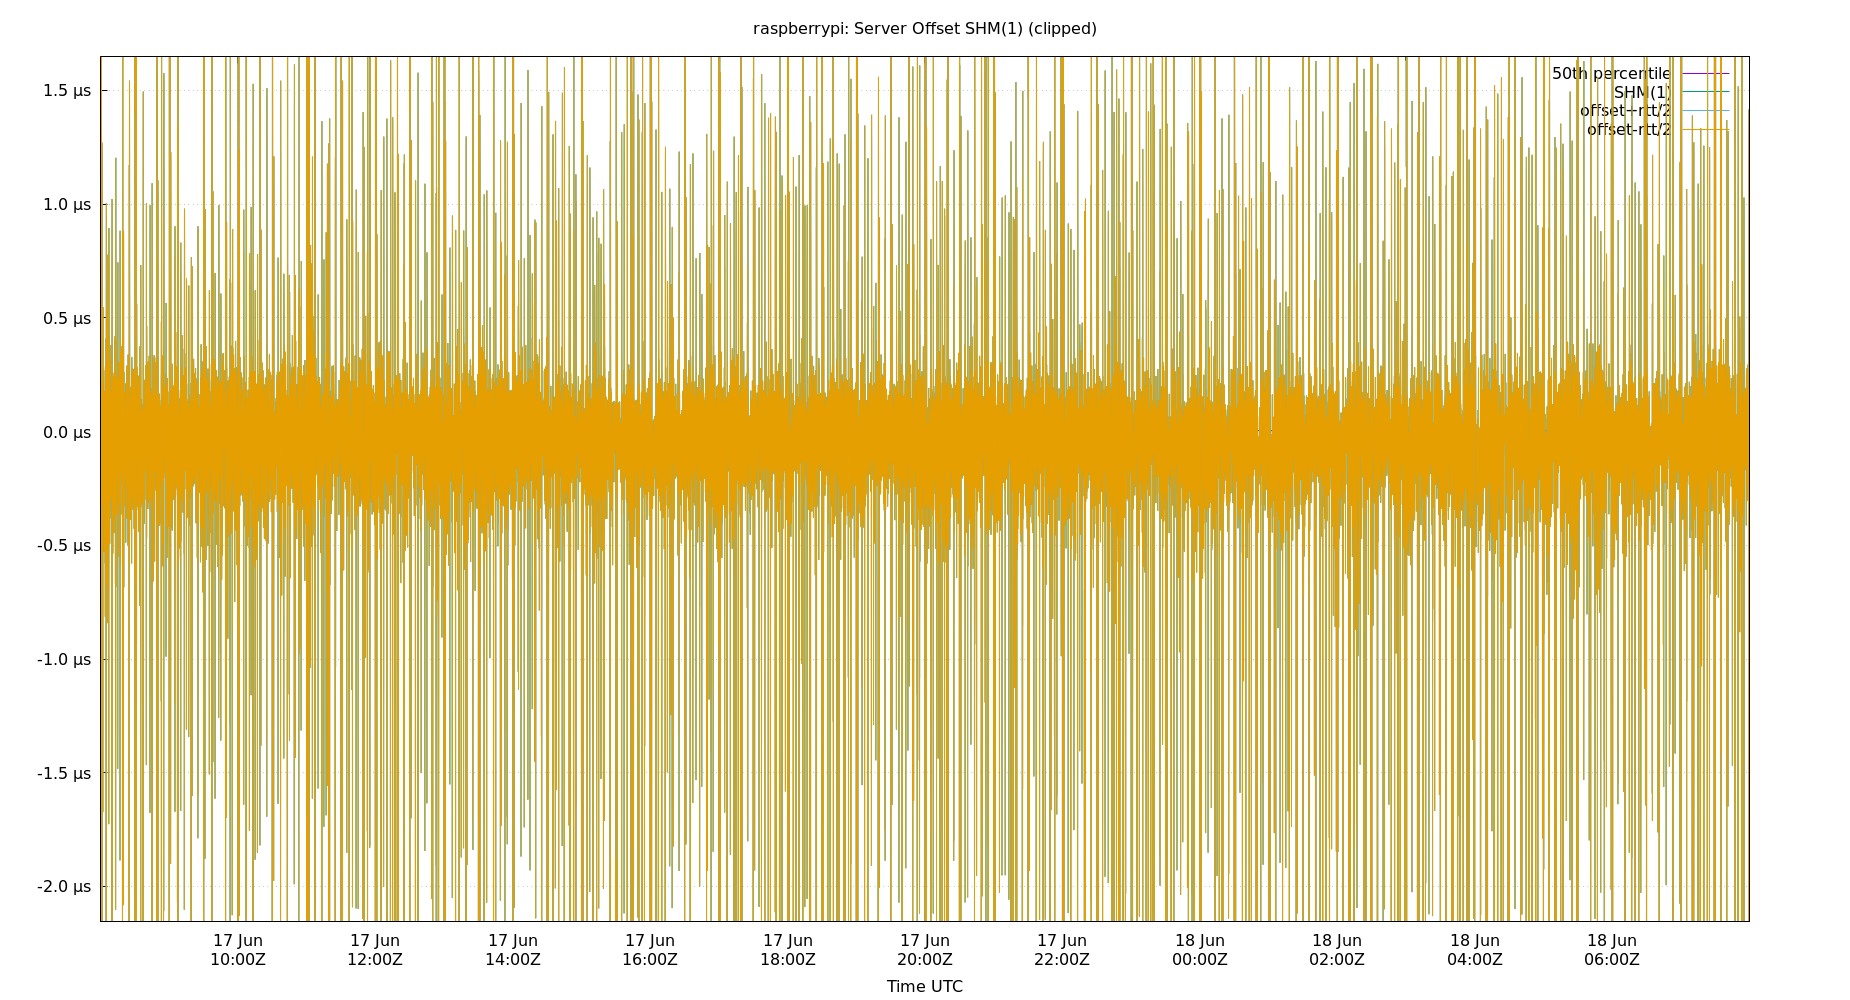 raspberrypi: Server Offset SHM(1) (clipped)
50th percentile
SHM(1)
offset+rtt/2
offset-rtt/2
1.5 µs
1.0 µs
0.5 µs
0.0 µs
-0.5 µs
-1.0 µs
-1.5 µs
-2.0 µs
17 Jun 17 Jun 17 Jun 17 Jun 17 Jun 17 Jun 17 Jun 18 Jun 18 Jun 18 Jun 18 Jun
10:00Z 12:00Z 14:00Z 16:00Z 18:00Z 20:00Z 22:00Z 00:00Z 02:00Z 04:00Z 06:00Z
Time UTC